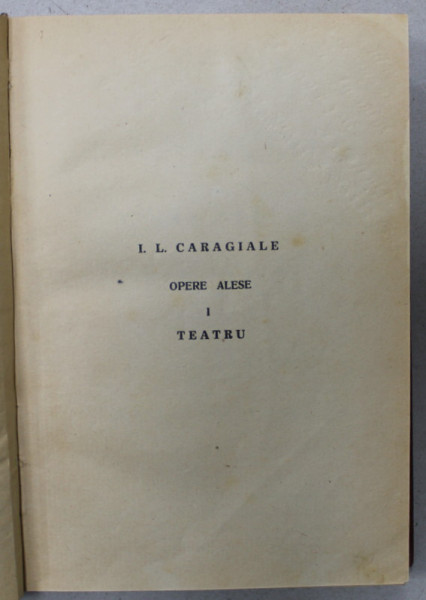 I. L. CARAGIALE
OPERE ALESE
I
TEATRU